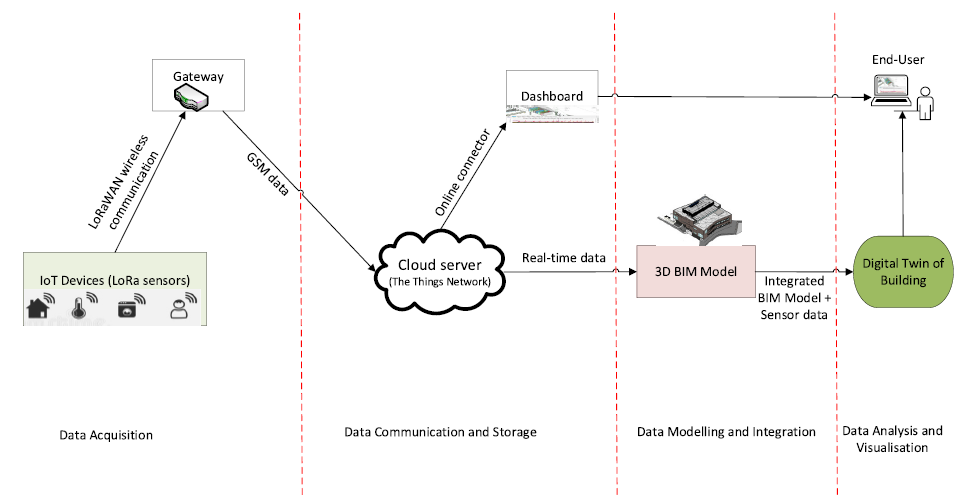 Gateway
LoRaWAN wireless
communication
IoT Devices (LoRa sensors)
GSM data
Dashboard
Online connector
Cloud server
(The Things Network)
Real-time data
3D BIM Model
Integrated
BIM Model +
Sensor data
End-User
Digital Twin of
Building
Data Acquisition
Data Communication and Storage
Data Modelling and Integration
Data Analysis and
Visualisation